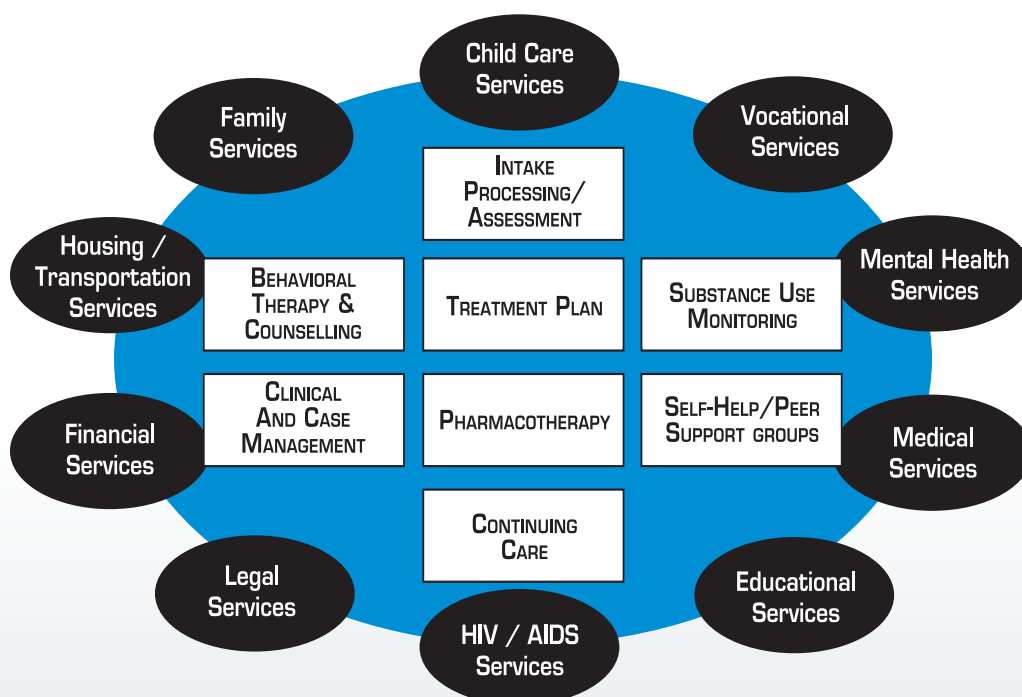 Child Care
Services
Family
Services
Vocational
Services
INTAKE
PROCESSING/
ASSESSMENT
Housing /
Transportation
Services
Mental Health
Services
BEHAVIORAL
THERAPY &
COUNSELLING
TREATMENT PLAN
SUBSTANCE USE
MONITORING
CLINICAL
AND CASE
MANAGEMENT
PHARMACOTHERAPY
SELF-HELP/PEER
SUPPORT GROUPS
Financial
Services
Medical
Services
CONTINUING
CARE
Legal
Services
Educational
Services
HIV / AIDS
Services